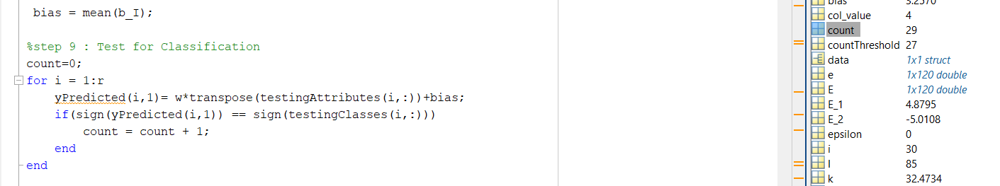 bias = mean(b_I);
%step 9 : Test for Classification
count=0;
for i = 1:r
yPredicted(i,1)= w*transpose(testingAttributes(i,:))+bias;
if(sign(yPredicted(i,1)) == sign(testingClasses(i,:)))
count = count + 1;
end
end
bias 3.2570
col_value 4
count 29
countThreshold 27
data 1x1 struct
e 1x120 double
E 1x120 double
E_1 4.8795
E_2 -5.0108
epsilon 0
i 30
I 85
k 32.4734